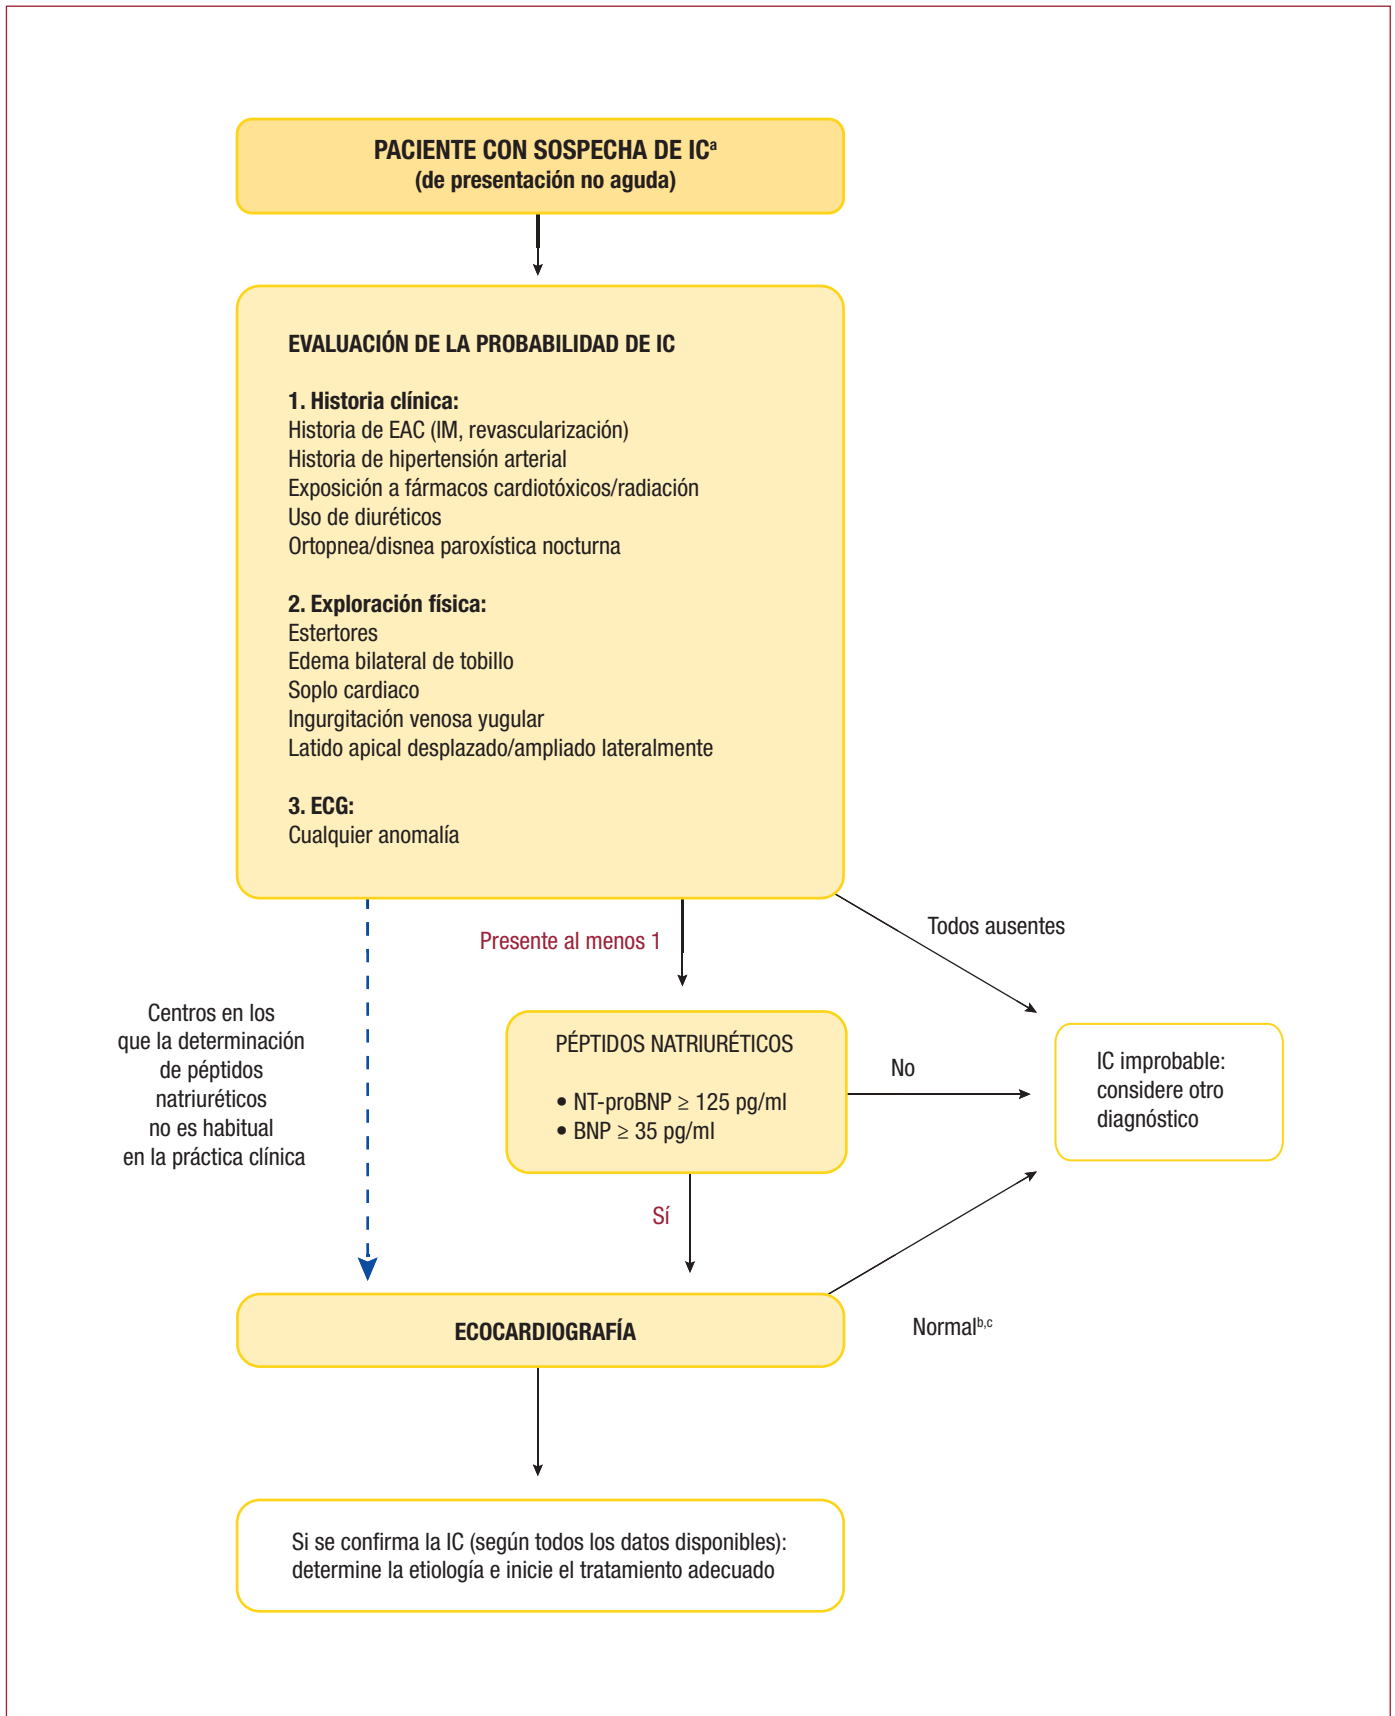 PACIENTE CON SOSPECHA DE ICᵃ
(de presentación no aguda)
EVALUACIÓN DE LA PROBABILIDAD DE IC
1. Historia clínica:
Historia de EAC (IM, revascularización)
Historia de hipertensión arterial
Exposición a fármacos cardiotóxicos/radiación
Uso de diuréticos
Ortopnea/disnea paroxística nocturna
2. Exploración física:
Estertores
Edema bilateral de tobillo
Soplo cardiaco
Ingurgitación venosa yugular
Latido apical desplazado/ampliado lateralmente
3. ECG:
Cualquier anomalía
Presente al menos 1
Todos ausentes
Centros en los
que la determinación
de péptidos
natriuréticos
no es habitual
en la práctica clínica
PÉPTIDOS NATRIURÉTICOS
• NT-proBNP ≥ 125 pg/ml
• BNP ≥ 35 pg/ml
No
IC improbable:
considere otro
diagnóstico
Sí
ECOCARDIOGRAFÍA
Normalᵇ,ᶜ
Si se confirma la IC (según todos los datos disponibles):
determine la etiología e inicie el tratamiento adecuado